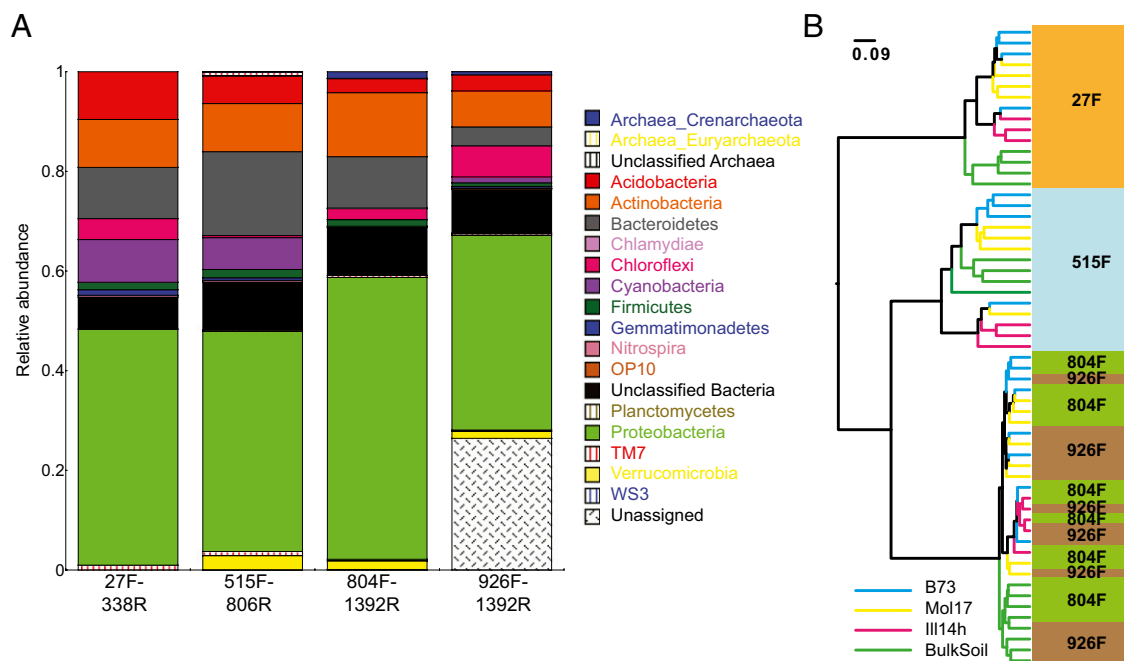 A
Relative abundance
1
0.8
0.6
0.4
0.2
0
27F-
338R
515F-
806R
804F-
1392R
926F-
1392R
Archaea_Crenarchaeota
Archaea_Euryarchaeota
Unclassified Archaea
Acidobacteria
Actinobacteria
Bacteroidetes
Chlamydiae
Chloroflexi
Cyanobacteria
Firmicutes
Gemmatimonadetes
Nitrospira
OP10
Unclassified Bacteria
Planctomycetes
Proteobacteria
TM7
Verrucomicrobia
WS3
Unassigned
B
0.09
27F
515F
804F
926F
804F
926F
804F
926F
804F
926F
804F
926F
804F
926F
B73
Mol17
Ill14h
BulkSoil